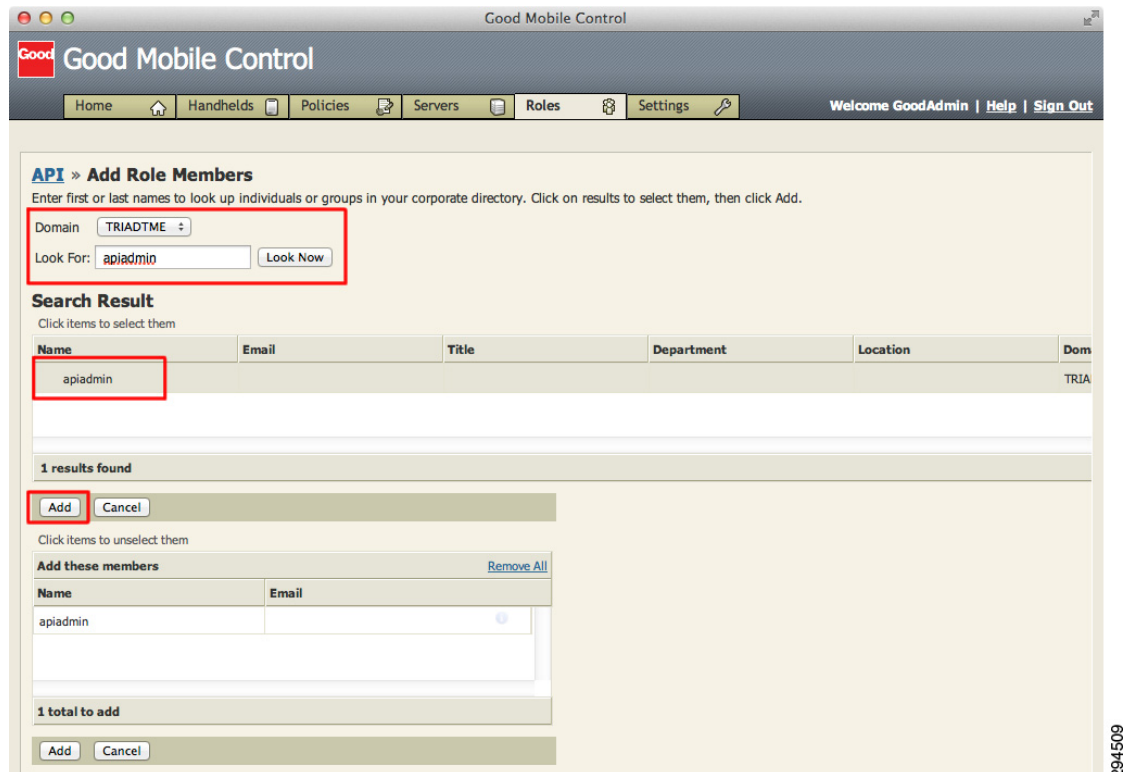 Good Mobile Control
Good Good Mobile Control
Home Handhelds Policies Servers Roles Settings Welcome GoodAdmin | Help | Sign Out
API » Add Role Members
Enter first or last names to look up individuals or groups in your corporate directory. Click on results to select them, then click Add.
Domain TRIADTME
Look For: apiadmin Look Now
Search Result
Click items to select them
Name Email Title Department Location Dom
apiadmin TRIA
1 results found
Add Cancel
Click items to unselect them
Add these members Remove All
Name Email
apiadmin
1 total to add
Add Cancel
294509